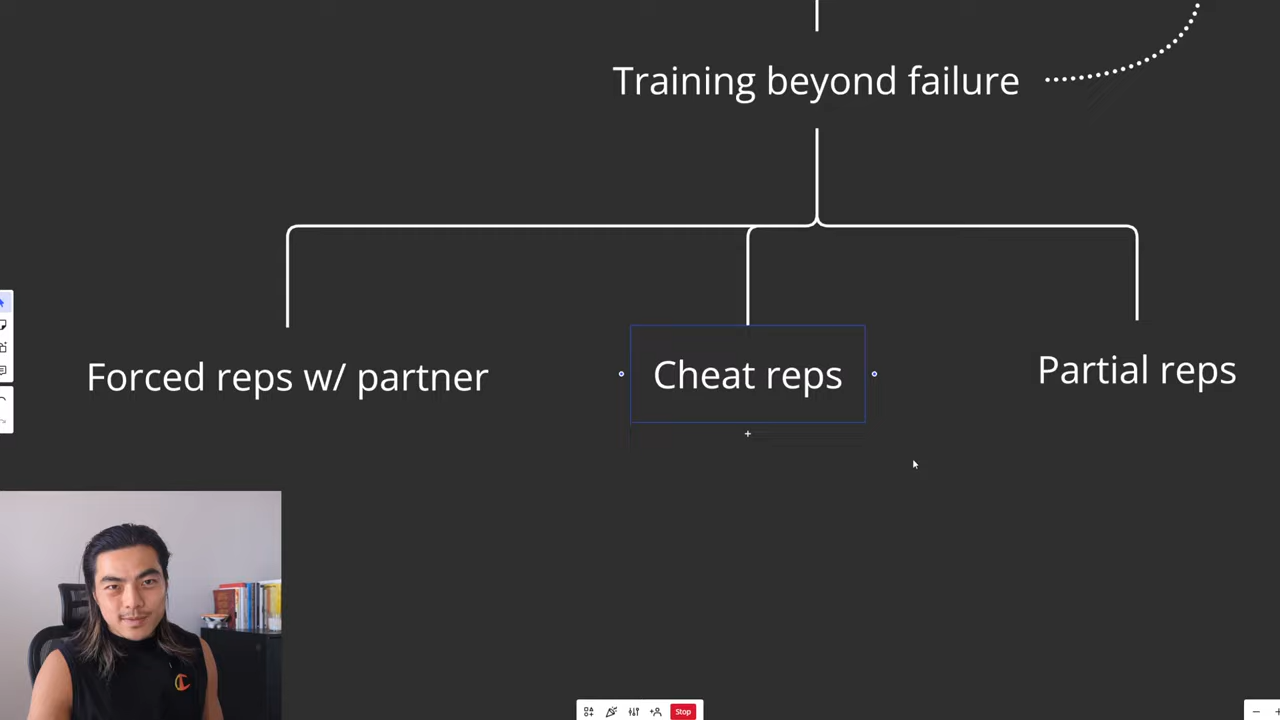 Training beyond failure
Forced reps w/ partner
Cheat reps
Partial reps
Stop